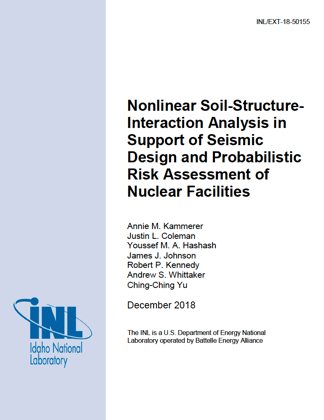 INL/EXT-18-50155
Nonlinear Soil-Structure-
Interaction Analysis in
Support of Seismic
Design and Probabilistic
Risk Assessment of
Nuclear Facilities
Annie M. Kammerer
Justin L. Coleman
Youssef M. A. Hashash
James J. Johnson
Robert P. Kennedy
Andrew S. Whittaker
Ching-Ching Yu
December 2018
The INL is a U.S. Department of Energy National
Laboratory operated by Battelle Energy Alliance
INL
Idaho National
Laboratory